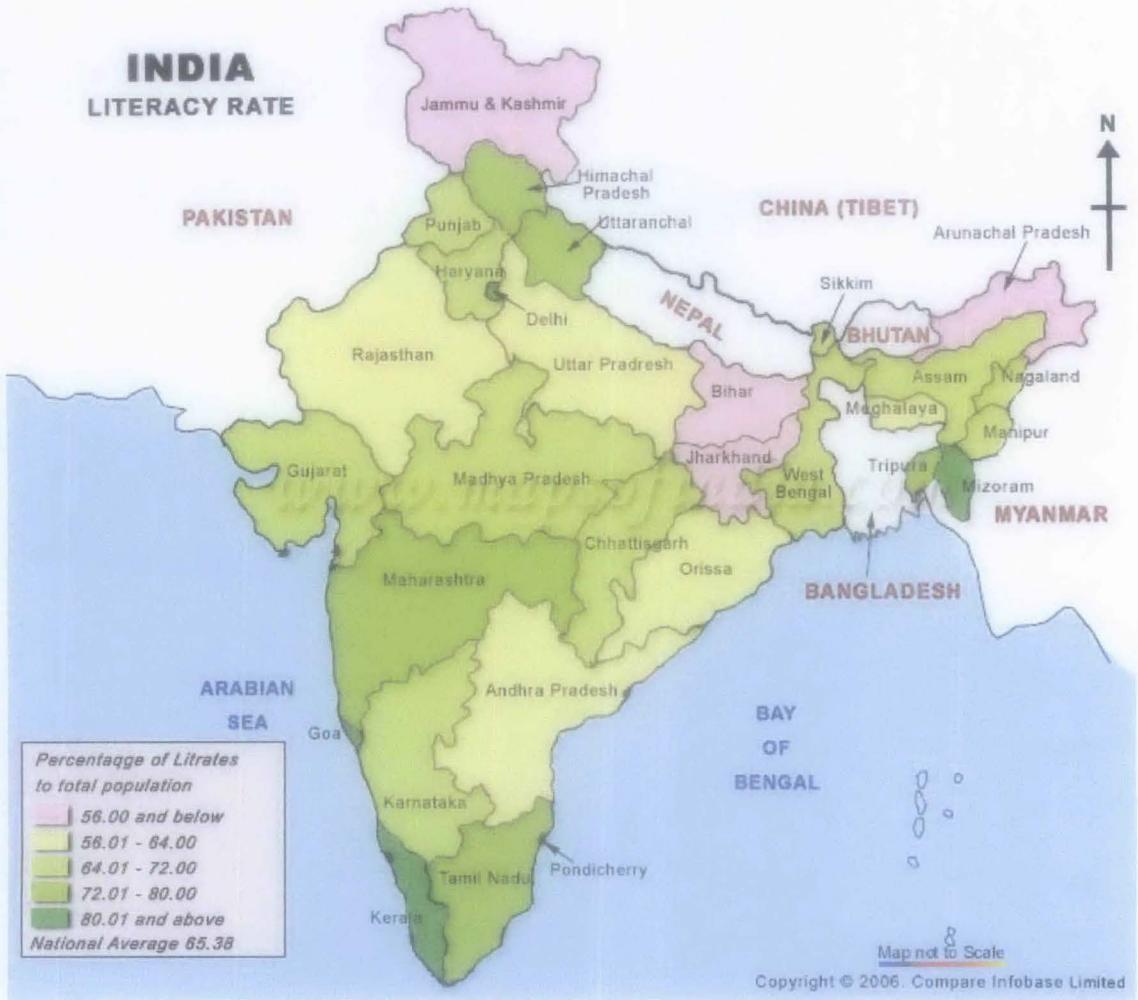 INDIA
LITERACY RATE
N
Jammu & Kashmir
Himachal
Pradesh
PAKISTAN
CHINA (TIBET)
Punjab
Uttaranchal
Arunachal Pradesh
Haryana
Sikkim
Delhi
NEPAL
BHUTAN
Rajasthan
Uttar Pradresh
Assam
Nagaland
Bihar
Meghalaya
Manipur
Jharkhand
Gujarat
Madhya Pradesh
West
Bengal
Tripura
Mizoram
MYANMAR
Chhattisgarh
Orissa
Maharashtra
BANGLADESH
ARABIAN
SEA
Andhra Pradesh
BAY
OF
BENGAL
Goa
Karnataka
Pondicherry
Tamil Nadu
Kerala
Percentaqge of Litrates
to total population
56.00 and below
56.01 - 64.00
64.01 - 72.00
72.01 - 80.00
80.01 and above
National Average 65.38
Map not to Scale
Copyright © 2006. Compare Infobase Limited